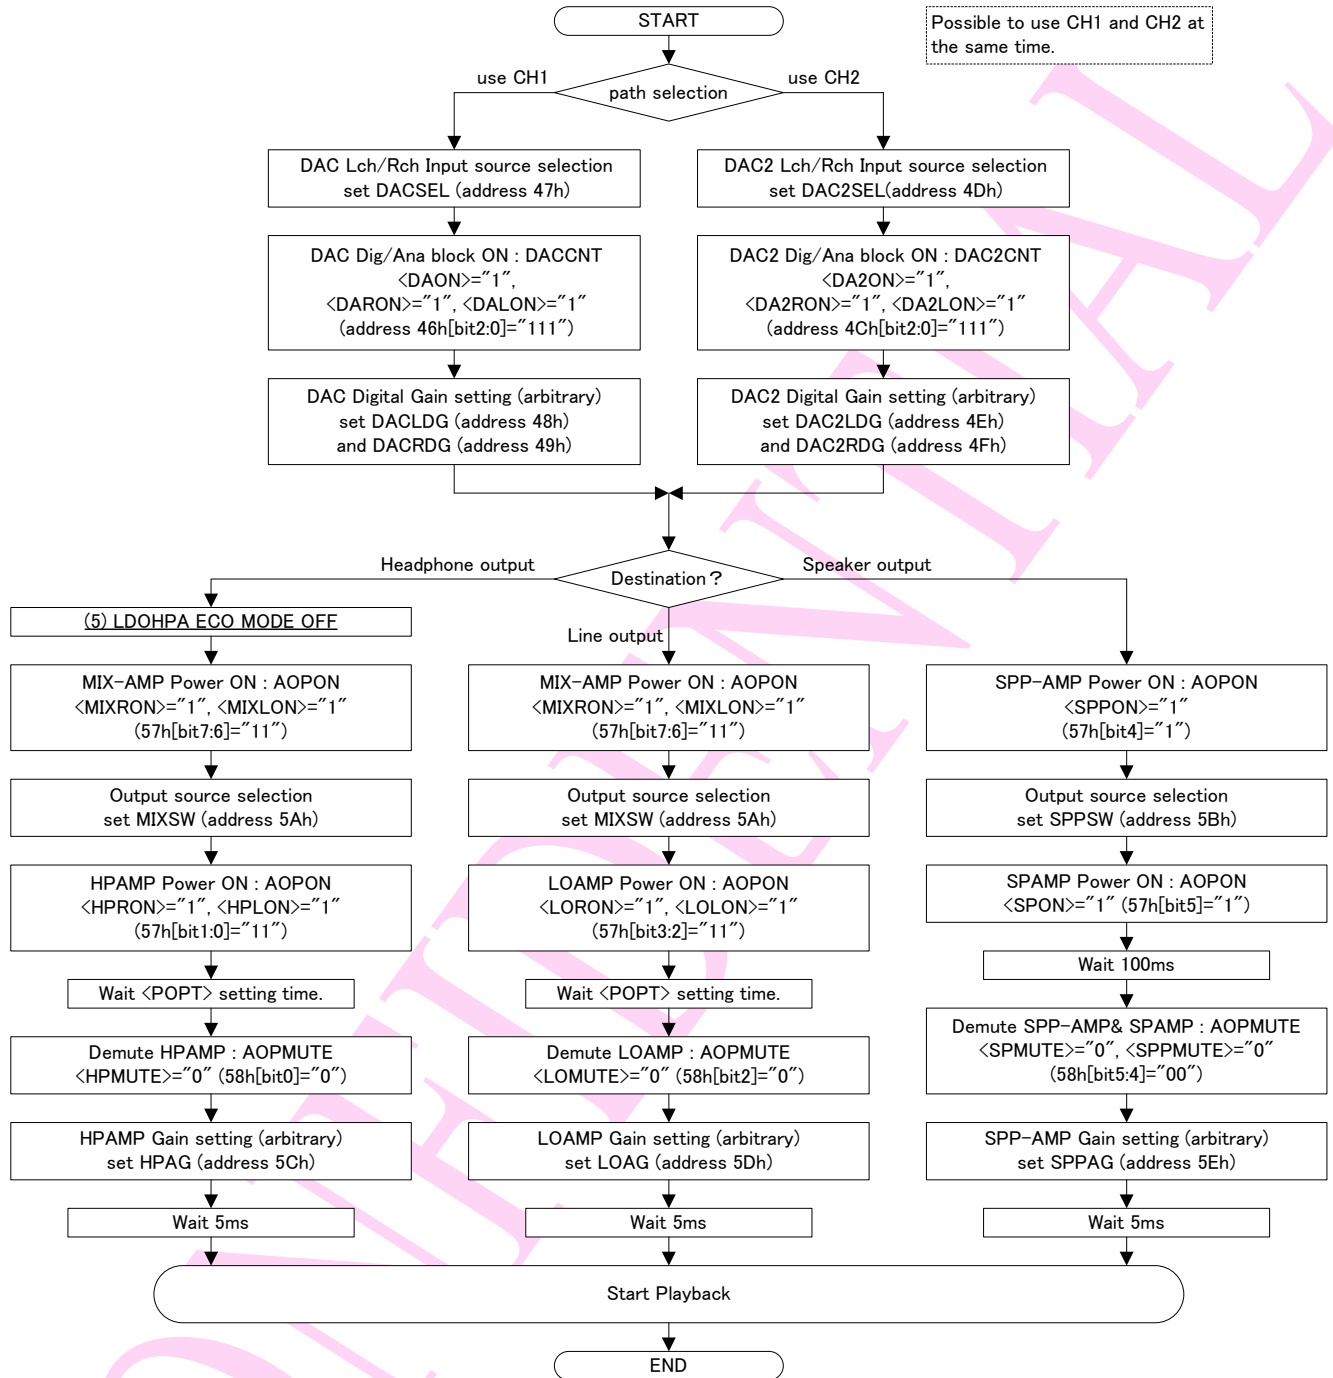 START
Possible to use CH1 and CH2 at
the same time.
use CH1
path selection
use CH2
DAC Lch/Rch Input source selection
set DACSEL (address 47h)
DAC2 Lch/Rch Input source selection
set DAC2SEL(address 4Dh)
DAC Dig/Ana block ON : DACCNT
<DAON>="1",
<DARON>="1", <DALON>="1"
(address 46h[bit2:0]="111")
DAC2 Dig/Ana block ON : DAC2CNT
<DA2ON>="1",
<DA2RON>="1", <DA2LON>="1"
(address 4Ch[bit2:0]="111")
DAC Digital Gain setting (arbitrary)
set DACLDG (address 48h)
and DACRDG (address 49h)
DAC2 Digital Gain setting (arbitrary)
set DAC2LDG (address 4Eh)
and DAC2RDG (address 4Fh)
Headphone output
Destination?
Speaker output
Line output
(5) LDOHPA ECO MODE OFF
MIX-AMP Power ON : AOPON
<MIXRON>="1", <MIXLON>="1"
(57h[bit7:6]="11")
Output source selection
set MIXSW (address 5Ah)
HPAMP Power ON : AOPON
<HPRON>="1", <HPLON>="1"
(57h[bit1:0]="11")
Wait <POPT> setting time.
Demute HPAMP : AOPMUTE
<HPMUTE>="0" (58h[bit0]="0")
HPAMP Gain setting (arbitrary)
set HPAG (address 5Ch)
Wait 5ms
MIX-AMP Power ON : AOPON
<MIXRON>="1", <MIXLON>="1"
(57h[bit7:6]="11")
Output source selection
set MIXSW (address 5Ah)
LOAMP Power ON : AOPON
<LORON>="1", <LOLON>="1"
(57h[bit3:2]="11")
Wait <POPT> setting time.
Demute LOAMP : AOPMUTE
<LOMUTE>="0" (58h[bit2]="0")
LOAMP Gain setting (arbitrary)
set LOAG (address 5Dh)
Wait 5ms
SPP-AMP Power ON : AOPON
<SPPON>="1"
(57h[bit4]="1")
Output source selection
set SPPSW (address 5Bh)
SPAMP Power ON : AOPON
<SPON>="1" (57h[bit5]="1")
Wait 100ms
Demute SPP-AMP& SPAMP : AOPMUTE
<SPMUTE>="0", <SPPMUTE>="0"
(58h[bit5:4]="00")
SPP-AMP Gain setting (arbitrary)
set SPPAG (address 5Eh)
Wait 5ms
Start Playback
END